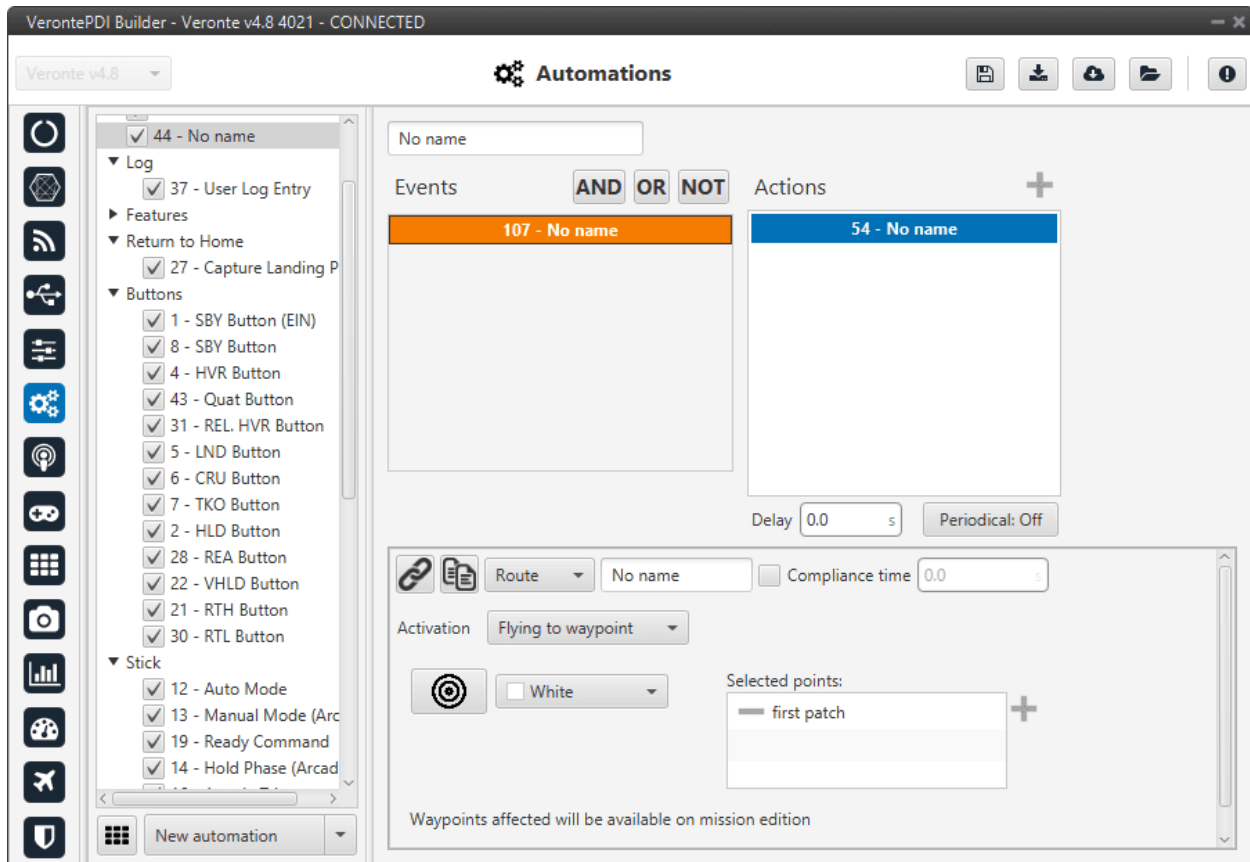 VerontePDI Builder - Veronte v4.8 4021 - CONNECTED
Veronte v4.8
Automations
44 - No name
Log
37 - User Log Entry
Features
Return to Home
27 - Capture Landing P
Buttons
1 - SBY Button (EIN)
8 - SBY Button
4 - HVR Button
43 - Quat Button
31 - REL. HVR Button
5 - LND Button
6 - CRU Button
7 - TKO Button
2 - HLD Button
28 - REA Button
22 - VHLD Button
21 - RTH Button
30 - RTL Button
Stick
12 - Auto Mode
13 - Manual Mode (Arc
19 - Ready Command
14 - Hold Phase (Arcad
New automation
No name
Events AND OR NOT
107 - No name
Actions
54 - No name
Delay 0.0 s Periodical: Off
Route No name Compliance time 0.0 s
Activation Flying to waypoint
White
Selected points:
first patch
Waypoints affected will be available on mission edition